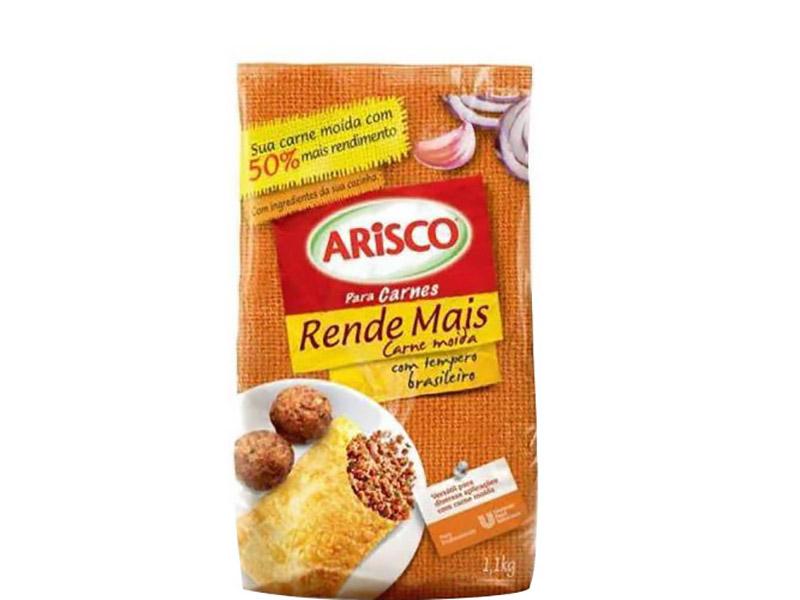 Sua carne moída com
50% mais rendimento
Com ingredientes da sua cozinha
ARiSCO
Para Carnes
Rende Mais
Carne moída
com tempero
brasileiro
Versátil para
diversas aplicações
com carne moída
1,1kg